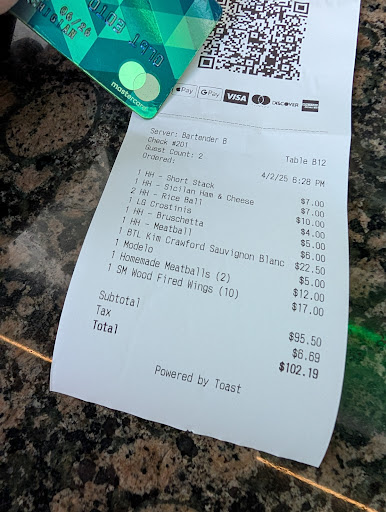 mastercard
Pay
G Pay
VISA
DISCOVER
Server: Bartender B
Check #201
Table B12
Guest Count: 2
4/2/25 6:28 PM
Ordered:
1 HH - Short Stack $7.00
1 HH - Sicilan Ham & Cheese $7.00
2 HH - Rice Ball $10.00
1 LG Crostinis $4.00
1 HH - Bruschetta $5.00
1 HH - Meatball $6.00
1 BTL Kim Crawford Sauvignon Blanc $22.50
1 Modelo $5.00
1 Homemade Meatballs (2) $12.00
1 SM Wood Fired Wings (10) $17.00
Subtotal $95.50
Tax $6.69
Total $102.19
Powered by Toast